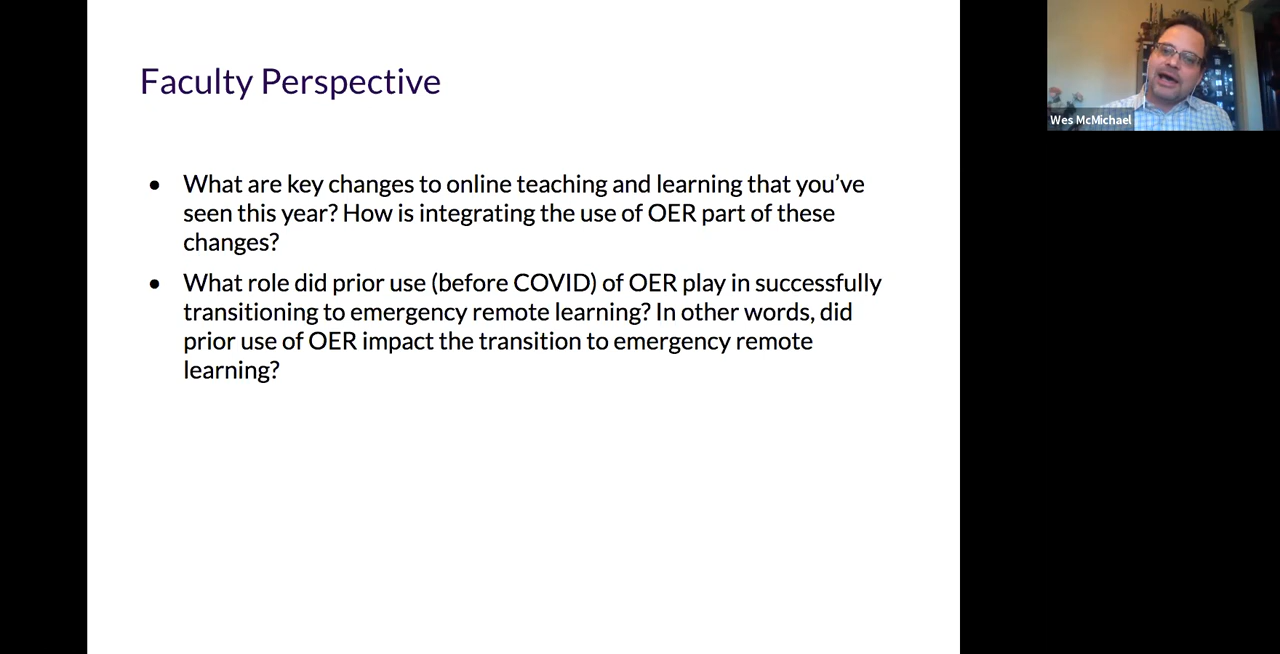 Faculty Perspective
• What are key changes to online teaching and learning that you’ve
seen this year? How is integrating the use of OER part of these
changes?
• What role did prior use (before COVID) of OER play in successfully
transitioning to emergency remote learning? In other words, did
prior use of OER impact the transition to emergency remote
learning?
Wes McMichael